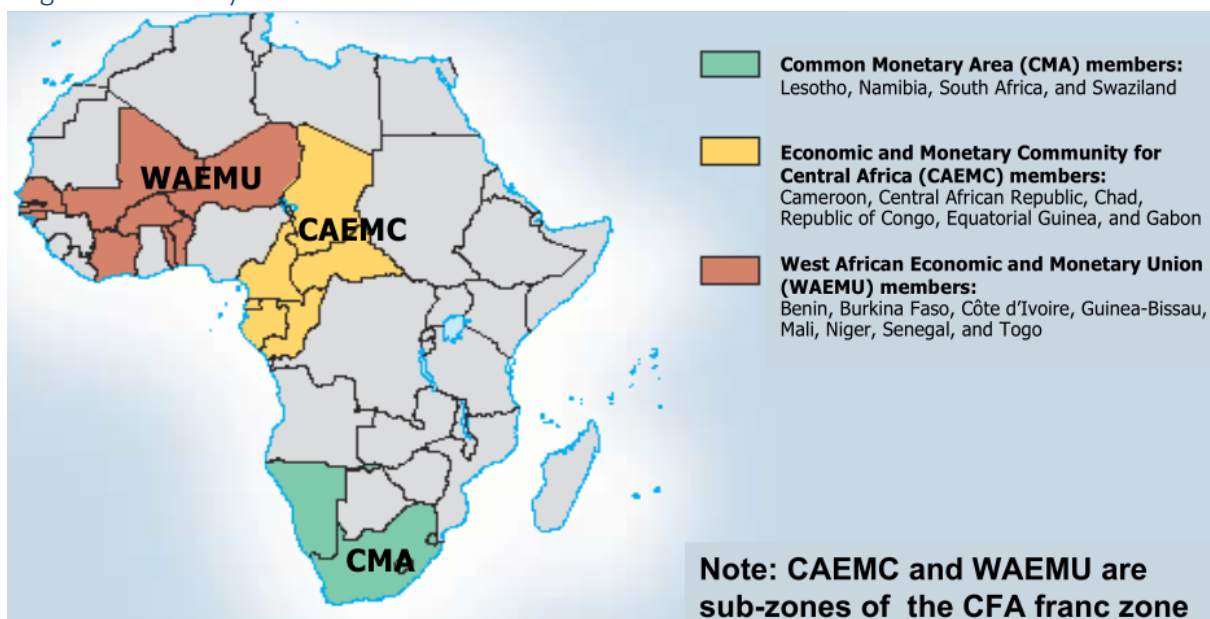 WAEMU
CAEMC
CMA
Common Monetary Area (CMA) members:
Lesotho, Namibia, South Africa, and Swaziland
Economic and Monetary Community for
Central Africa (CAEMC) members:
Cameroon, Central African Republic, Chad,
Republic of Congo, Equatorial Guinea, and Gabon
West African Economic and Monetary Union
(WAEMU) members:
Benin, Burkina Faso, Côte d’Ivoire, Guinea-Bissau,
Mali, Niger, Senegal, and Togo
Note: CAEMC and WAEMU are
sub-zones of the CFA franc zone